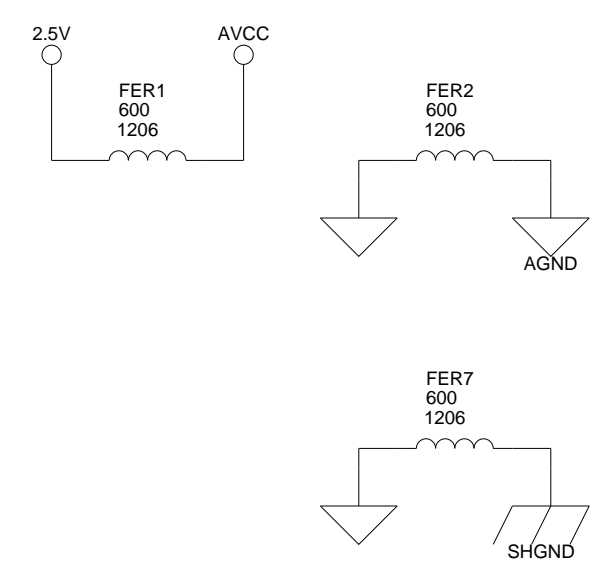 2.5V
AVCC
FER1
600
1206
FER2
600
1206
AGND
FER7
600
1206
SHGND